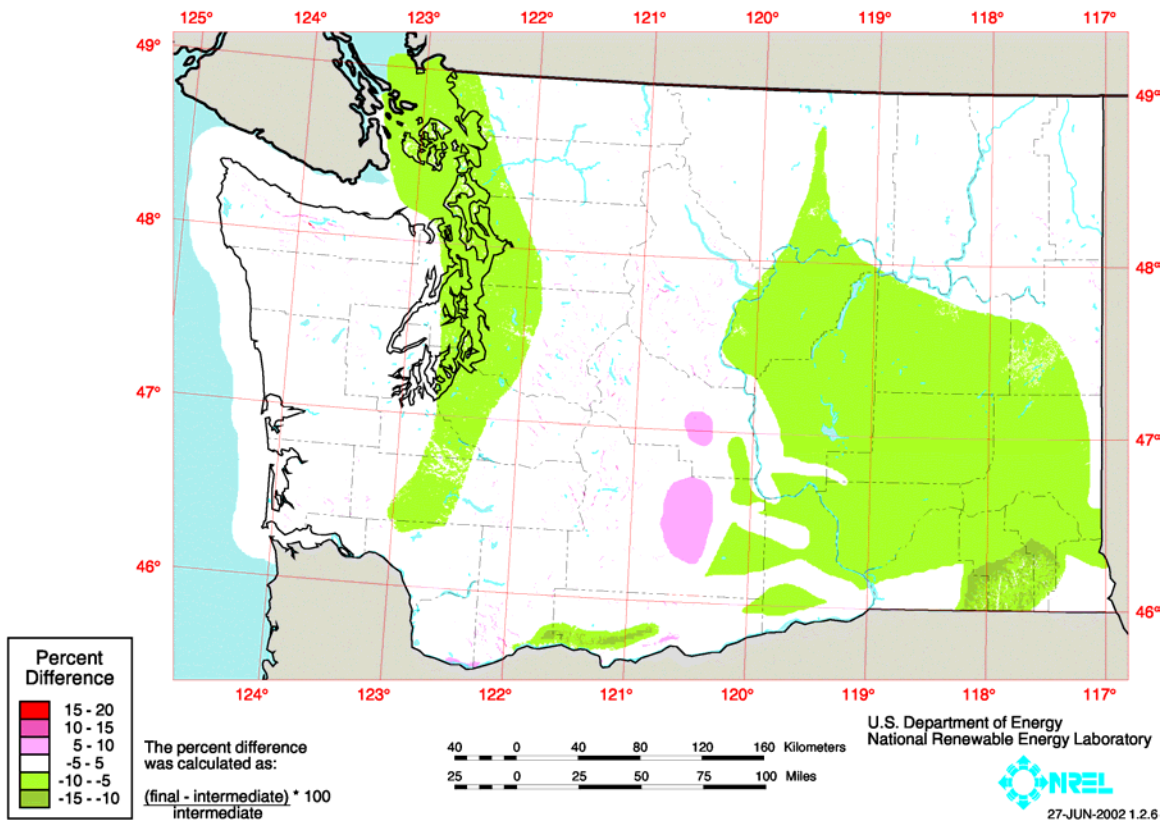 125° 124° 123° 122° 121° 120° 119° 118° 117°
49°
49°
48°
48°
47°
47°
46°
46°
124° 123° 122° 121° 120° 119° 118° 117°
Percent
Difference
15 - 20
10 - 15
5 - 10
-5 - 5
-10 - -5
-15 - -10
The percent difference
was calculated as:
(final - intermediate) * 100
intermediate
40 0 40 80 120 160 Kilometers
25 0 25 50 75 100 Miles
U.S. Department of Energy
National Renewable Energy Laboratory
NREL
27-JUN-2002 1.2.6